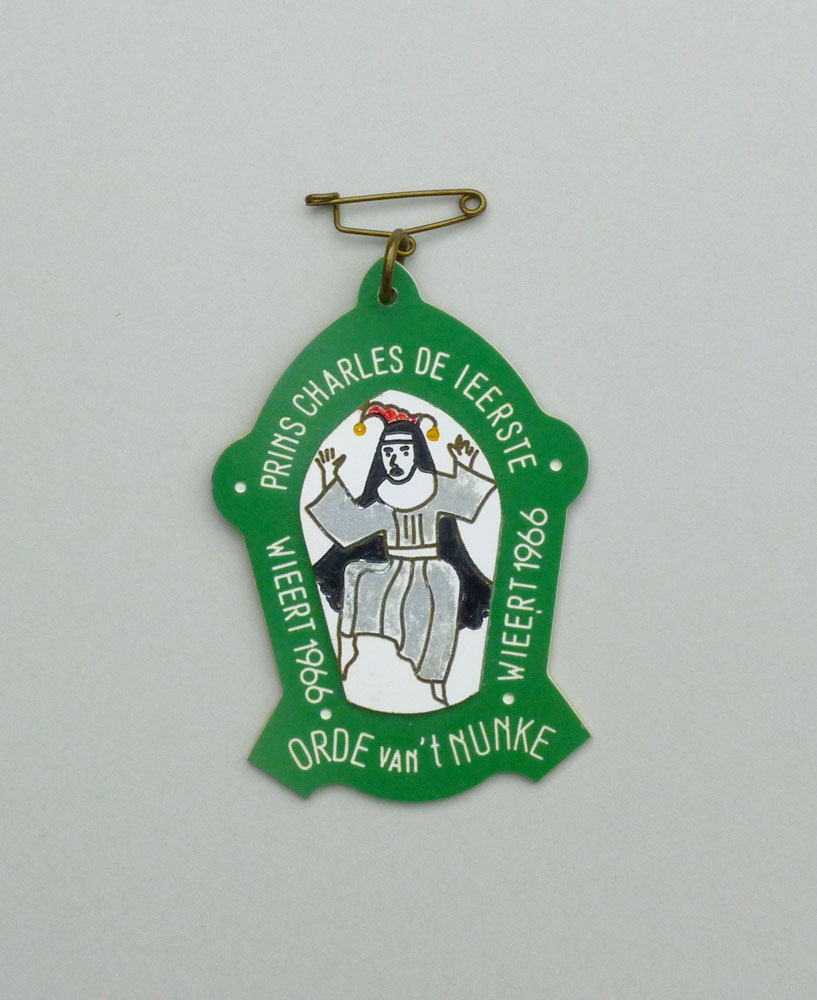 PRINS CHARLES DE IEERSTE
WIEERT 1966
WIEERT 1966
ORDE VAN 't NUNKE